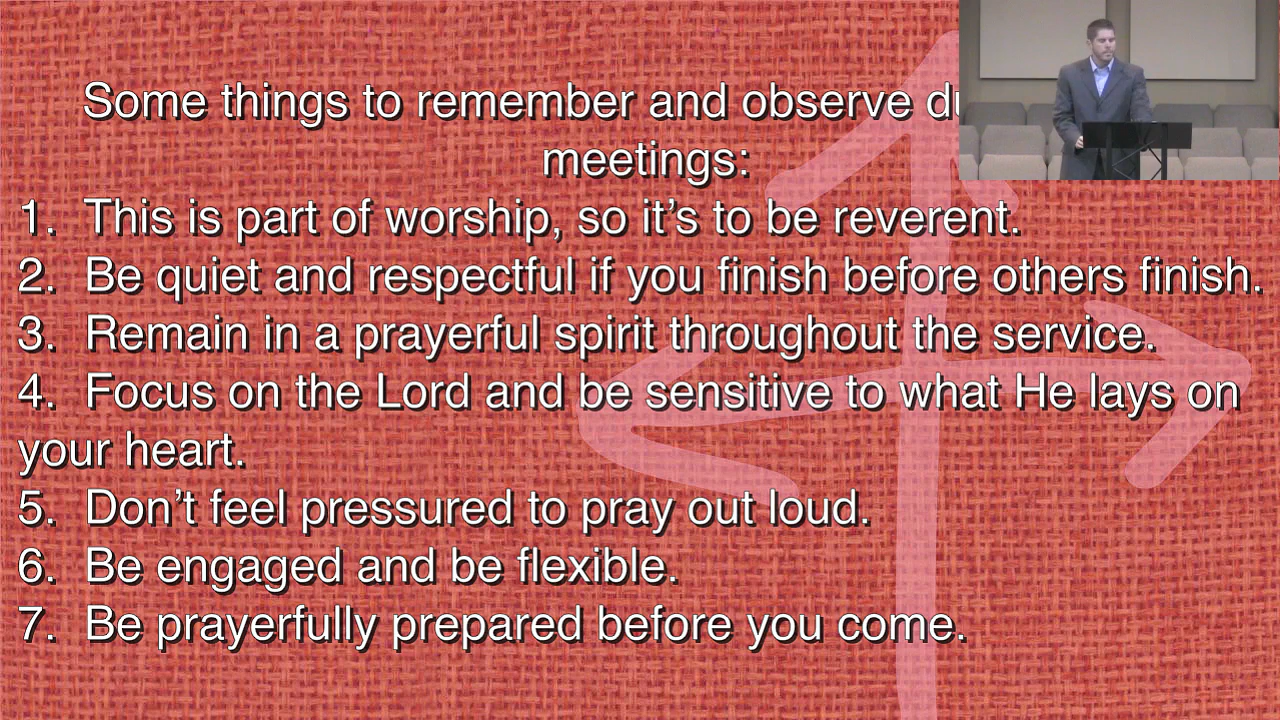 Some things to remember and observe
meetings:
1. This is part of worship, so it's to be reverent.
2. Be quiet and respectful if you finish before others finish.
3. Remain in a prayerful spirit throughout the service.
4. Focus on the Lord and be sensitive to what He lays on
your heart.
5. Don't feel pressured to pray out loud.
6. Be engaged and be flexible.
7. Be prayerfully prepared before you come.